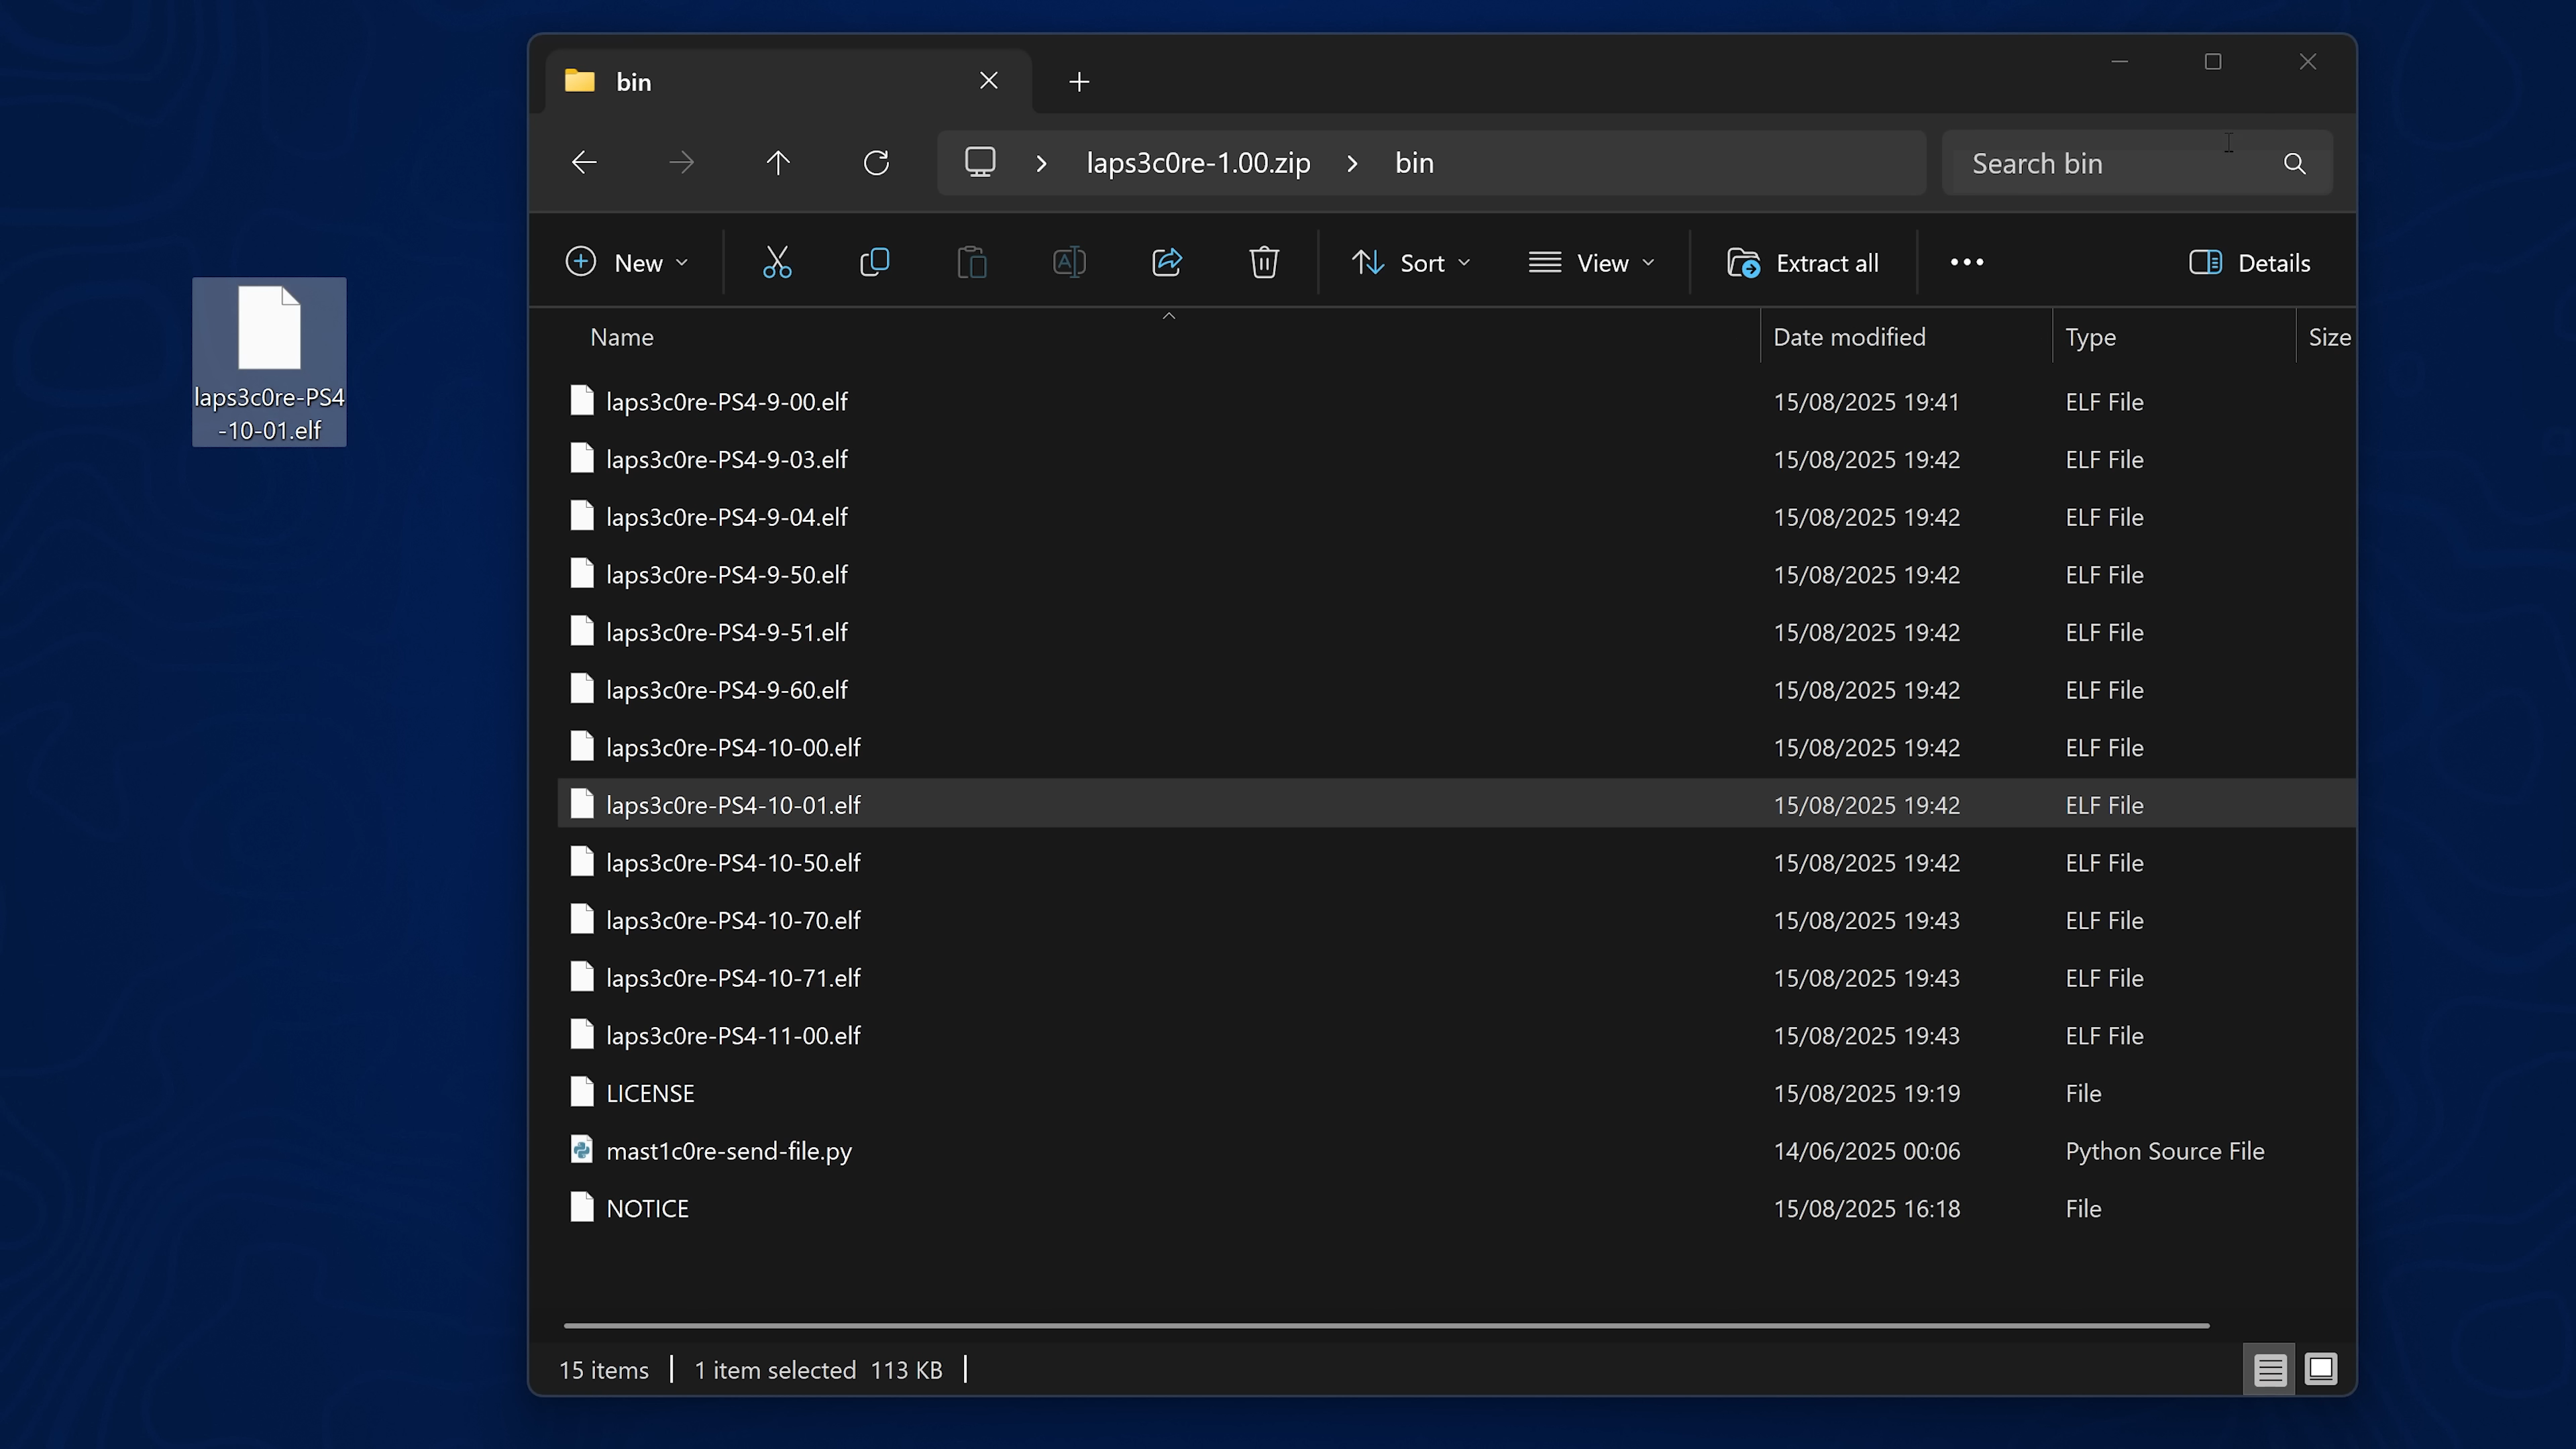 bin
laps3c0re-1.00.zip
bin
Search bin
New
Sort
View
Extract all
Details
laps3c0re-PS4
-10-01.elf
Name Date modified Type Size
laps3c0re-PS4-9-00.elf 15/08/2025 19:41 ELF File
laps3c0re-PS4-9-03.elf 15/08/2025 19:42 ELF File
laps3c0re-PS4-9-04.elf 15/08/2025 19:42 ELF File
laps3c0re-PS4-9-50.elf 15/08/2025 19:42 ELF File
laps3c0re-PS4-9-51.elf 15/08/2025 19:42 ELF File
laps3c0re-PS4-9-60.elf 15/08/2025 19:42 ELF File
laps3c0re-PS4-10-00.elf 15/08/2025 19:42 ELF File
laps3c0re-PS4-10-01.elf 15/08/2025 19:42 ELF File
laps3c0re-PS4-10-50.elf 15/08/2025 19:42 ELF File
laps3c0re-PS4-10-70.elf 15/08/2025 19:43 ELF File
laps3c0re-PS4-10-71.elf 15/08/2025 19:43 ELF File
laps3c0re-PS4-11-00.elf 15/08/2025 19:43 ELF File
LICENSE 15/08/2025 19:19 File
mast1c0re-send-file.py 14/06/2025 00:06 Python Source File
NOTICE 15/08/2025 16:18 File
15 items 1 item selected 113 KB